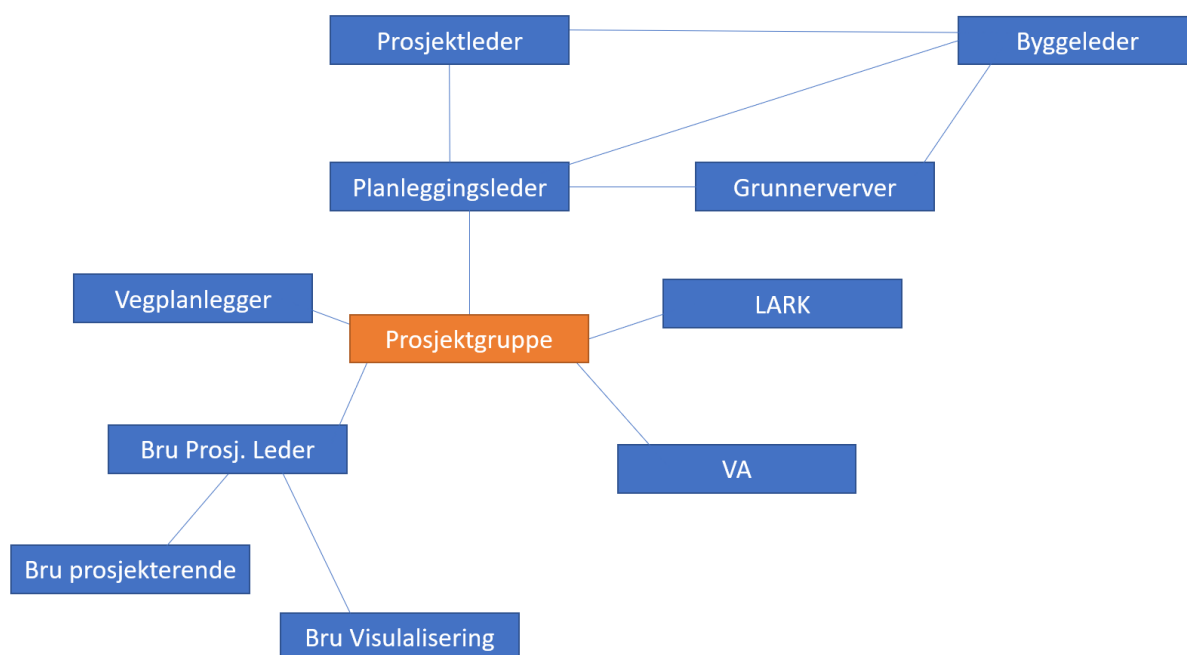 Prosjektleder
Byggeleder
Planleggingsleder
Grunnerverver
Vegplanlegger
LARK
Prosjektgruppe
Bru Prosj. Leder
VA
Bru prosjekterende
Bru Visulalisering